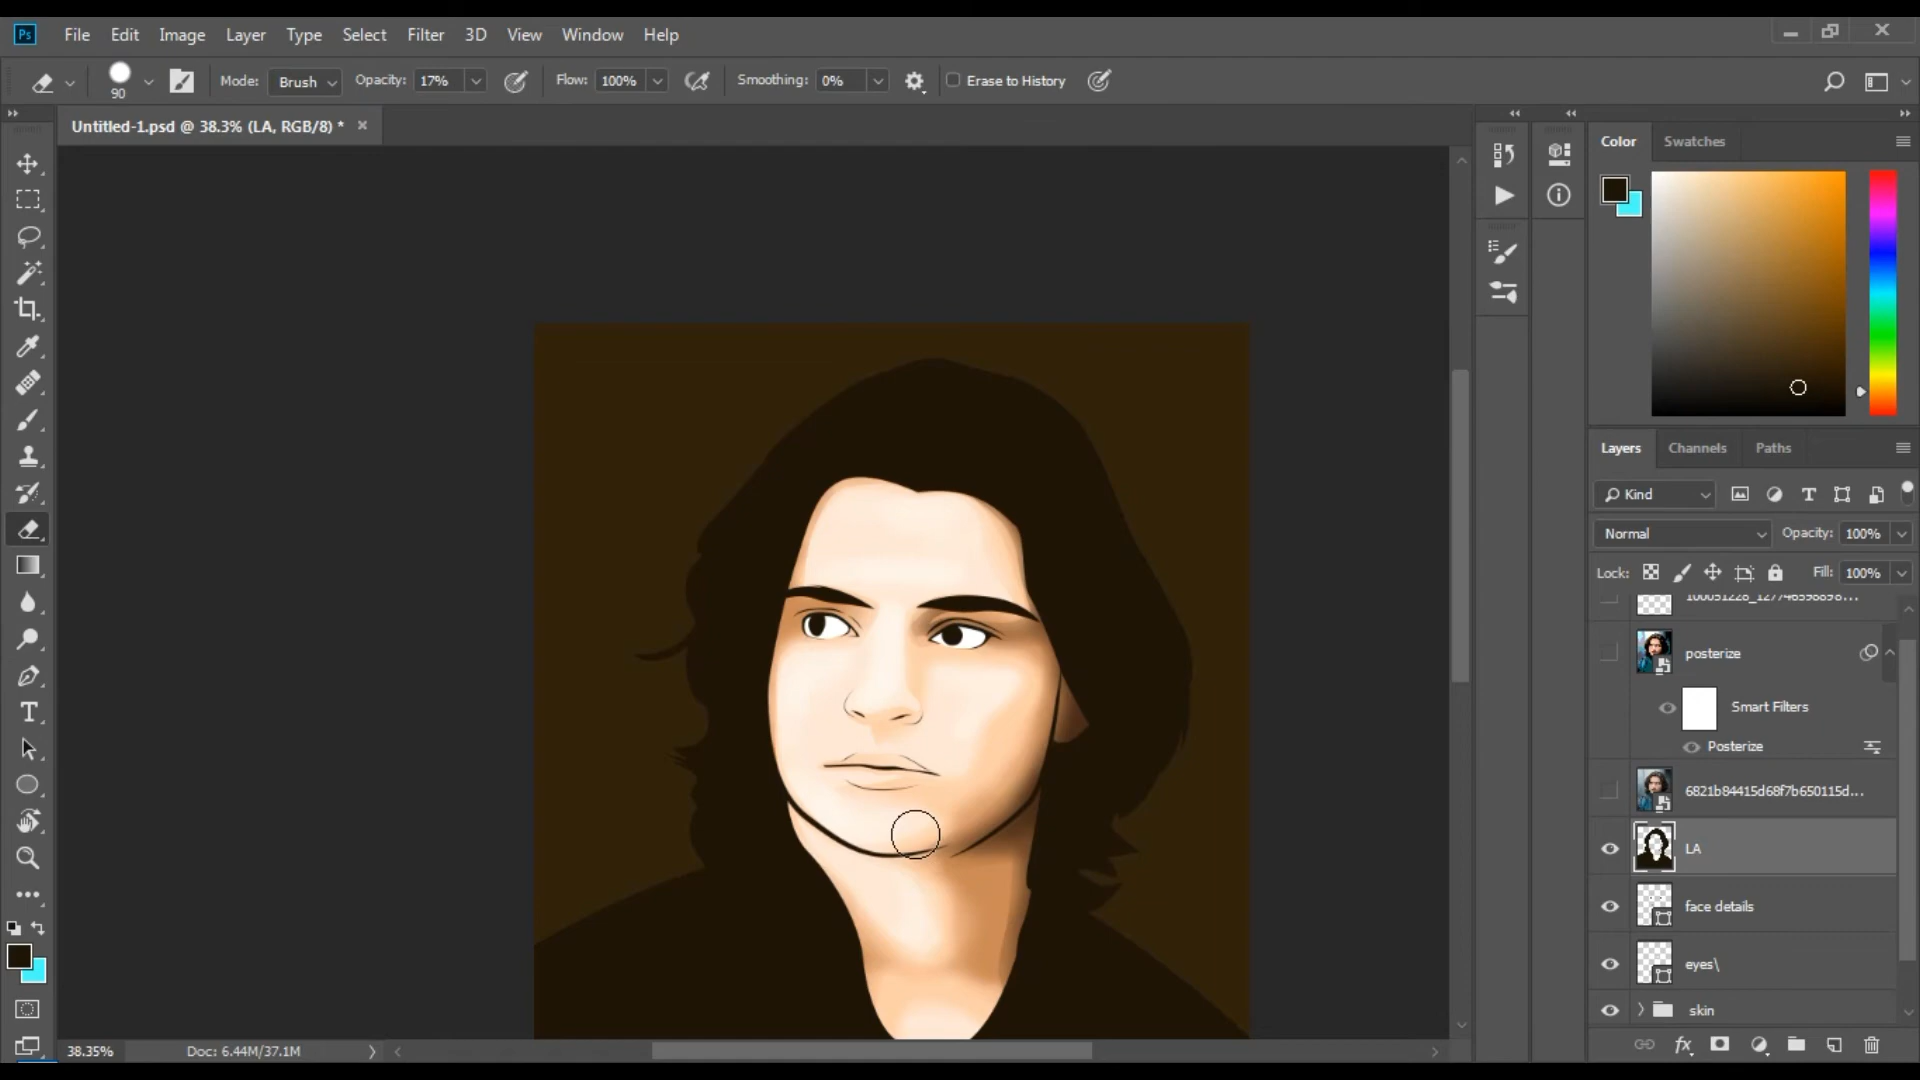 Ps File Edit Image Layer Type Select Filter 3D View Window Help
90 Mode: Brush Opacity: 17% Flow: 100% Smoothing: 0% Erase to History
Untitled-1.psd @ 38.3% (LA, RGB/8) *
Color Swatches
Layers Channels Paths
Kind
Normal Opacity: 100%
Lock: Fill: 100%
posterize
Smart Filters
Posterize
6821b84415d68f7b650115d...
LA
face details
eyes\
skin
fx
38.35% Doc: 6.44M/37.1M